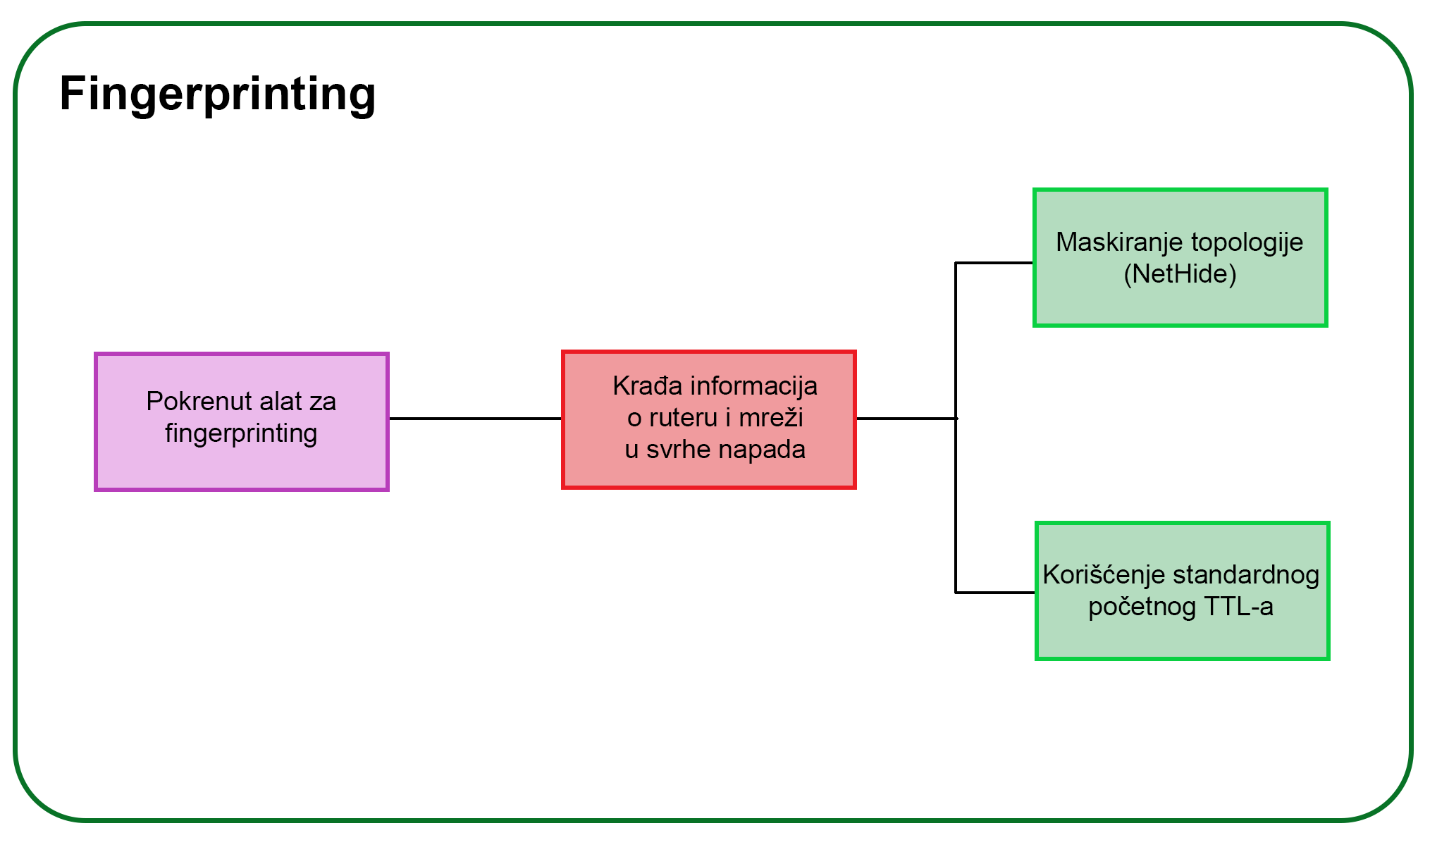 Fingerprinting
Pokrenut alat za
fingerprinting
Krađa informacija
o ruteru i mreži
u svrhe napada
Maskiranje topologije
(NetHide)
Korišćenje standardnog
početnog TTL-a